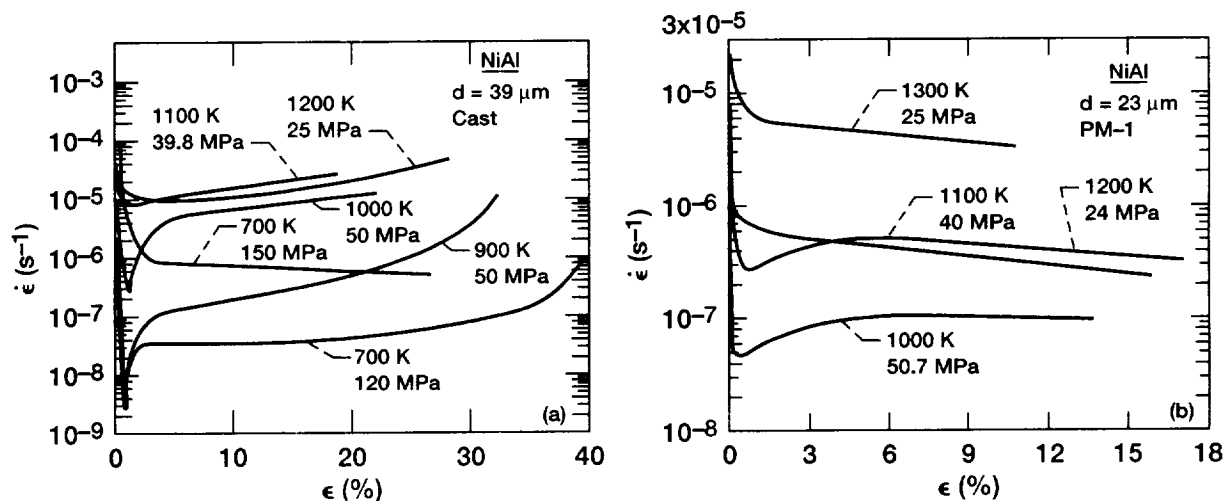 NiAl
d = 39 μm
Cast
1100 K
39.8 MPa
1200 K
25 MPa
700 K
150 MPa
1000 K
50 MPa
900 K
50 MPa
700 K
120 MPa
(a)
10⁻³
10⁻⁴
10⁻⁵
10⁻⁶
10⁻⁷
10⁻⁸
10⁻⁹
ε̇ (s⁻¹)
0
10
20
30
40
ε (%)
3×10⁻⁵
10⁻⁵
10⁻⁶
10⁻⁷
10⁻⁸
ε̇ (s⁻¹)
NiAl
d = 23 μm
PM–1
1300 K
25 MPa
1100 K
40 MPa
1200 K
24 MPa
1000 K
50.7 MPa
(b)
0
3
6
9
12
15
18
ε (%)